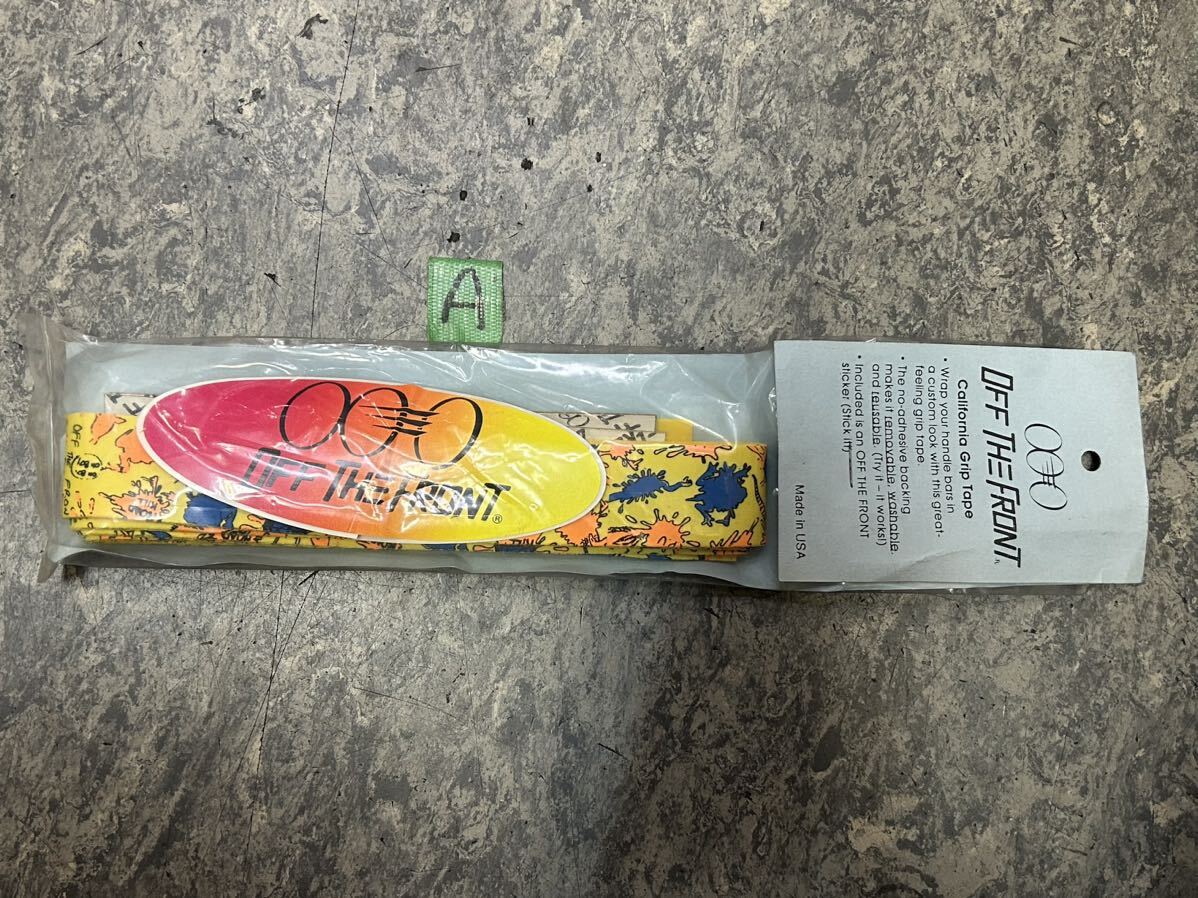 A
OFF THE FRONT®
OFF
FRONT
OFF THE FRONT
California Grip Tape
• Wrap your handle bars in
a custom look with this great-
feeling grip tape.
• The no-adhesive backing
makes it removable, washable,
and reusable. (Try it – it works!)
• Included is an OFF THE FRONT
sticker (Stick it!)
Made in USA